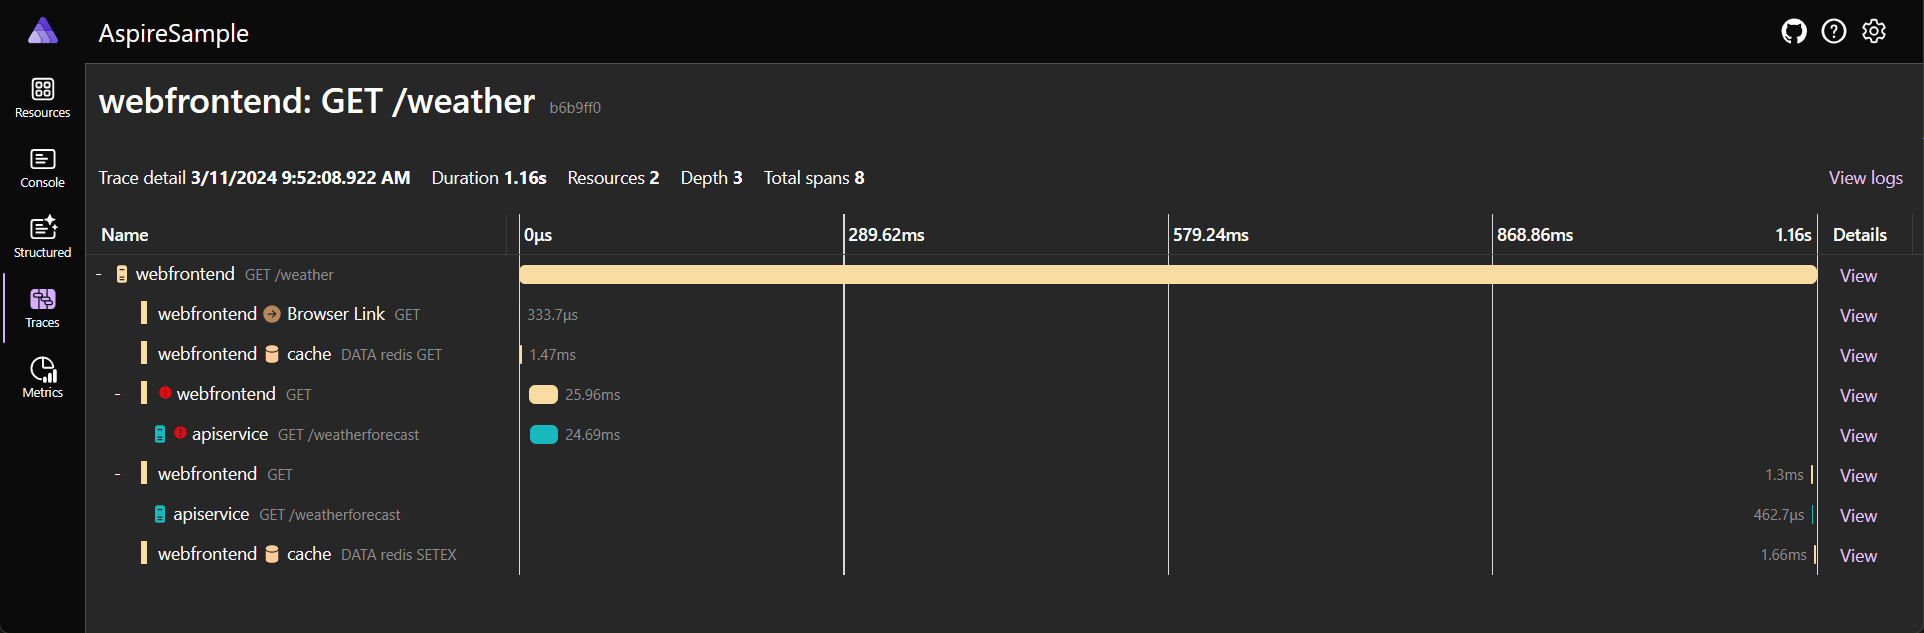 AspireSample
Resources
Console
Structured
Traces
Metrics
webfrontend: GET /weather b6b9ff0
Trace detail 3/11/2024 9:52:08.922 AM Duration 1.16s Resources 2 Depth 3 Total spans 8 View logs
Name 0μs 289.62ms 579.24ms 868.86ms 1.16s Details
- webfrontend GET /weather View
webfrontend Browser Link GET 333.7μs View
webfrontend cache DATA redis GET 1.47ms View
- webfrontend GET 25.96ms View
apiservice GET /weatherforecast 24.69ms View
- webfrontend GET 1.3ms View
apiservice GET /weatherforecast 462.7μs View
webfrontend cache DATA redis SETEX 1.66ms View